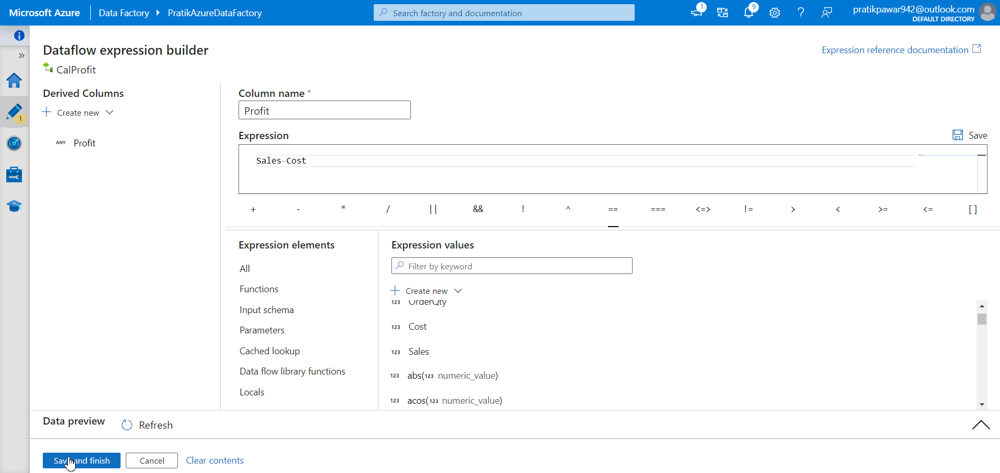 Microsoft Azure
Data Factory
PratikAzureDataFactory
Search factory and documentation
1
9
?
pratikpawar942@outlook.com
DEFAULT DIRECTORY
i
»
Dataflow expression builder
Expression reference documentation
CalProfit
Derived Columns
Create new
1
ANY Profit
Column name *
Profit
Expression
Save
Sales-Cost
+ - * / || && ! ^ == === <=> != > < >= <= []
Expression elements
All
Functions
Input schema
Parameters
Cached lookup
Data flow library functions
Locals
Expression values
Filter by keyword
Create new
123 OrderQty
123 Cost
123 Sales
123 abs(123 numeric_value)
123 acos(123 numeric_value)
Data preview
Refresh
Save and finish
Cancel
Clear contents